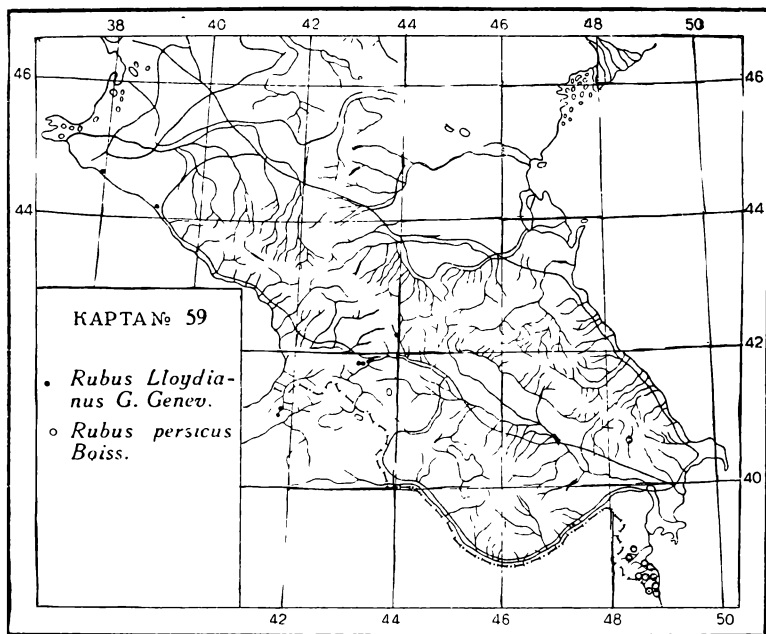 38 40 42 44 46 48 50
46 46
44 44
КАРТА № 59
42
• Rubus Lloydia-
nus G. Genev.
○ Rubus persicus
Boiss.
40
42 44 46 48 50